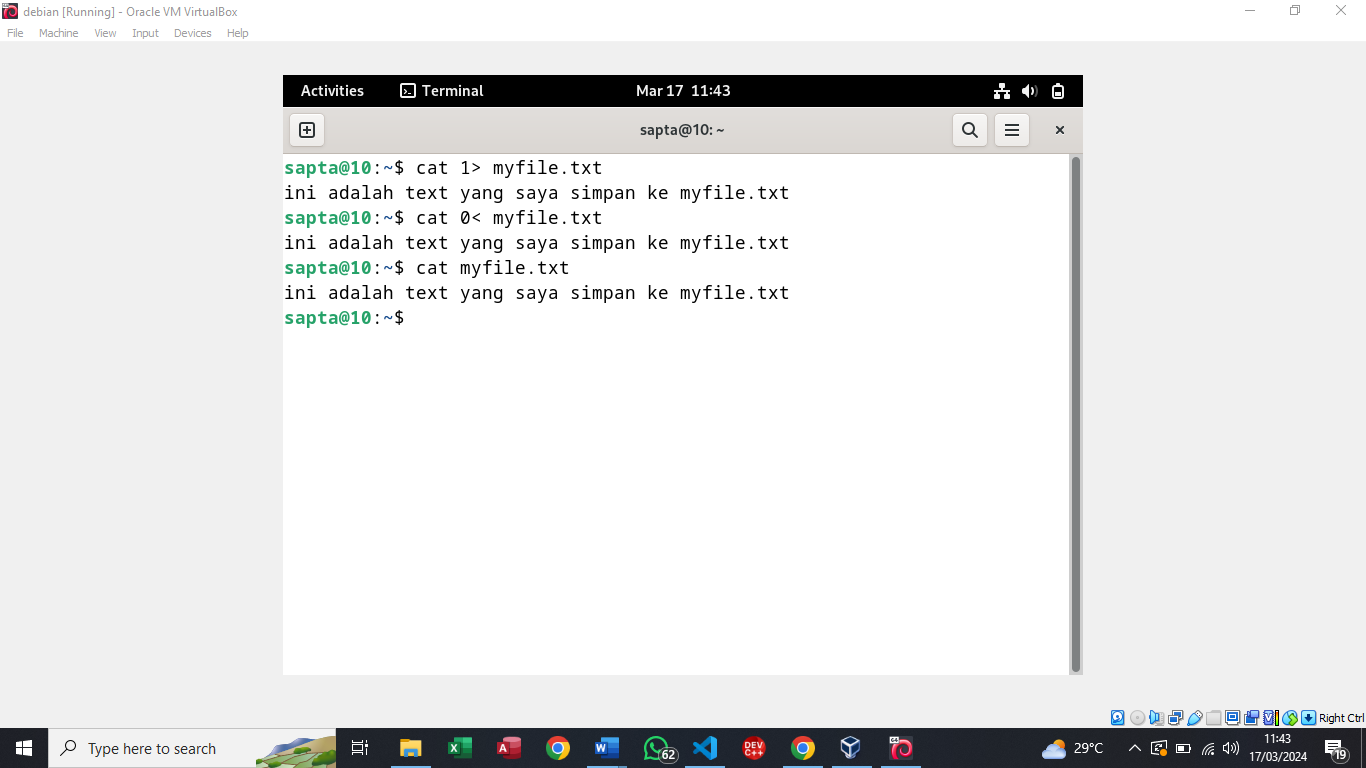 debian [Running] - Oracle VM VirtualBox
File Machine View Input Devices Help
Activities Terminal Mar 17 11:43
sapta@10: ~
sapta@10:~$ cat 1> myfile.txt
ini adalah text yang saya simpan ke myfile.txt
sapta@10:~$ cat 0< myfile.txt
ini adalah text yang saya simpan ke myfile.txt
sapta@10:~$ cat myfile.txt
ini adalah text yang saya simpan ke myfile.txt
sapta@10:~$
Right Ctrl
Type here to search
X
A
W
62
DEV
C++
29°C
11:43
17/03/2024
19